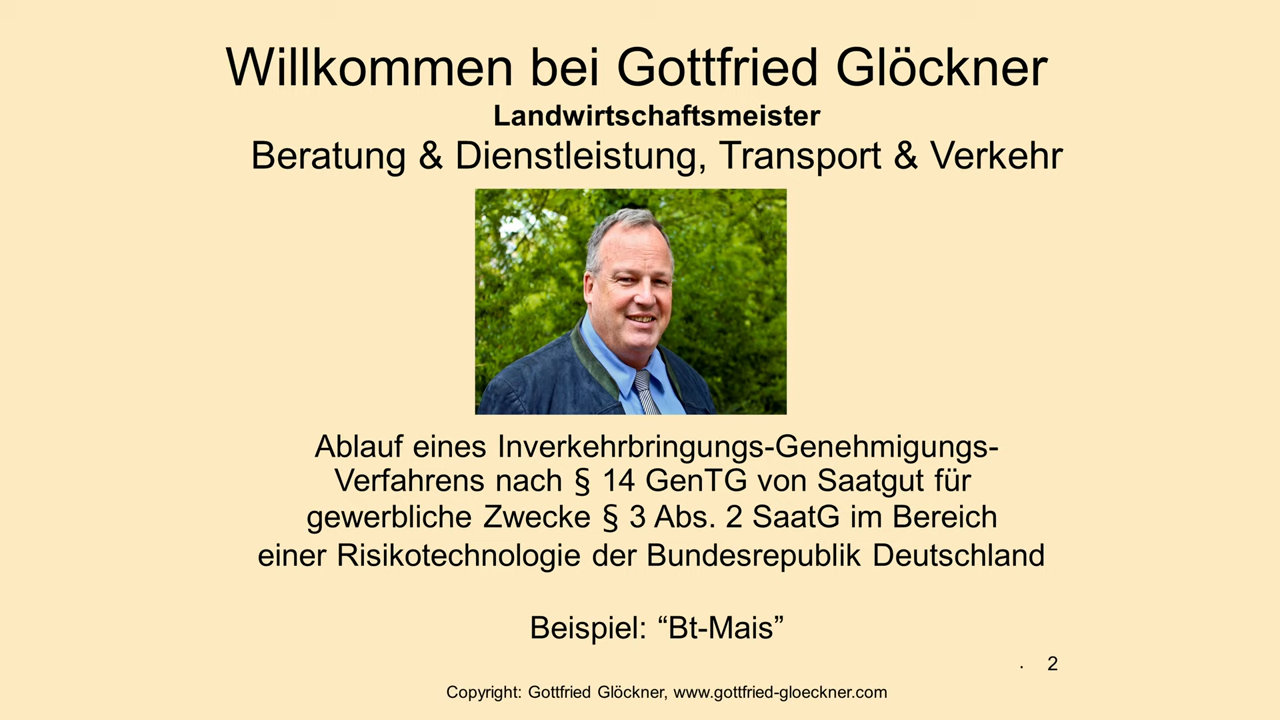 Willkommen bei Gottfried Glöckner
Landwirtschaftsmeister
Beratung & Dienstleistung, Transport & Verkehr
Ablauf eines Inverkehrbringungs-Genehmigungs-
Verfahrens nach § 14 GenTG von Saatgut für
gewerbliche Zwecke § 3 Abs. 2 SaatG im Bereich
einer Risikotechnologie der Bundesrepublik Deutschland
Beispiel: “Bt-Mais”
. 2
Copyright: Gottfried Glöckner, www.gottfried-gloeckner.com